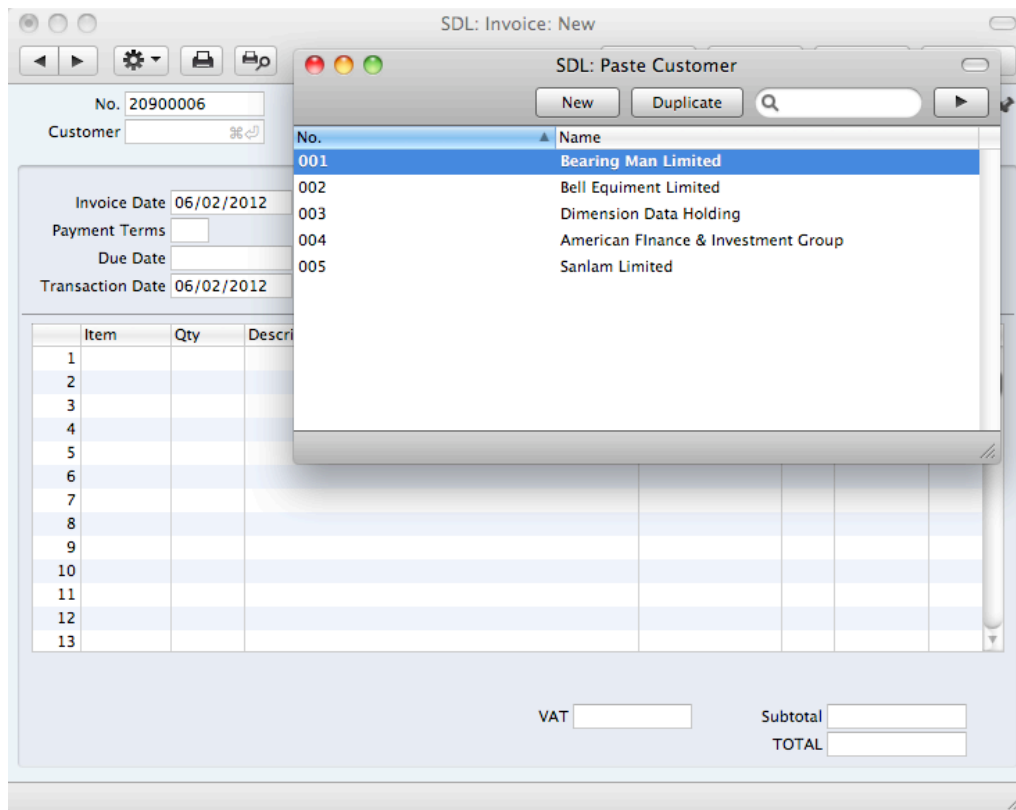 SDL: Invoice: New
SDL: Paste Customer
New Duplicate
No. 20900006
Customer ⌘⏎
No. Name
001 Bearing Man Limited
002 Bell Equiment Limited
003 Dimension Data Holding
004 American FInance & Investment Group
005 Sanlam Limited
Invoice Date 06/02/2012
Payment Terms
Due Date
Transaction Date 06/02/2012
Item Qty Descri
1
2
3
4
5
6
7
8
9
10
11
12
13
VAT Subtotal
TOTAL